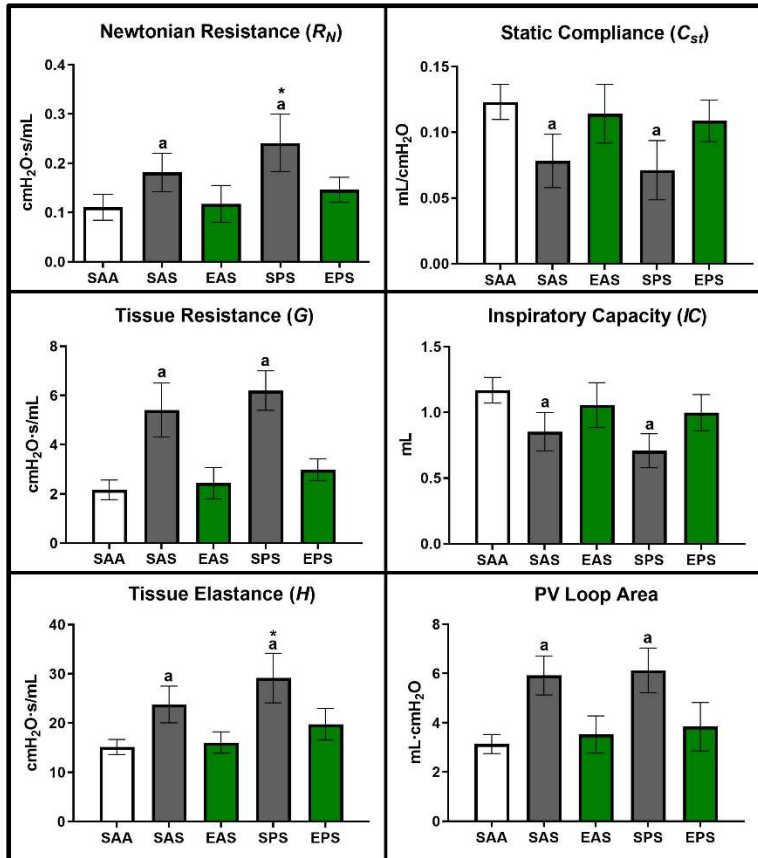 Newtonian Resistance (R_N)
cmH₂O·s/mL
0.4
0.3
0.2
0.1
0.0
a
*
a
SAA SAS EAS SPS EPS
Static Compliance (C_st)
mL/cmH₂O
0.15
0.10
0.05
0.00
a
a
SAA SAS EAS SPS EPS
Tissue Resistance (G)
cmH₂O·s/mL
8
6
4
2
0
a
a
SAA SAS EAS SPS EPS
Inspiratory Capacity (IC)
mL
1.5
1.0
0.5
0.0
a
a
SAA SAS EAS SPS EPS
Tissue Elastance (H)
cmH₂O·s/mL
40
30
20
10
0
a
*
a
SAA SAS EAS SPS EPS
PV Loop Area
mL·cmH₂O
8
6
4
2
0
a
a
SAA SAS EAS SPS EPS